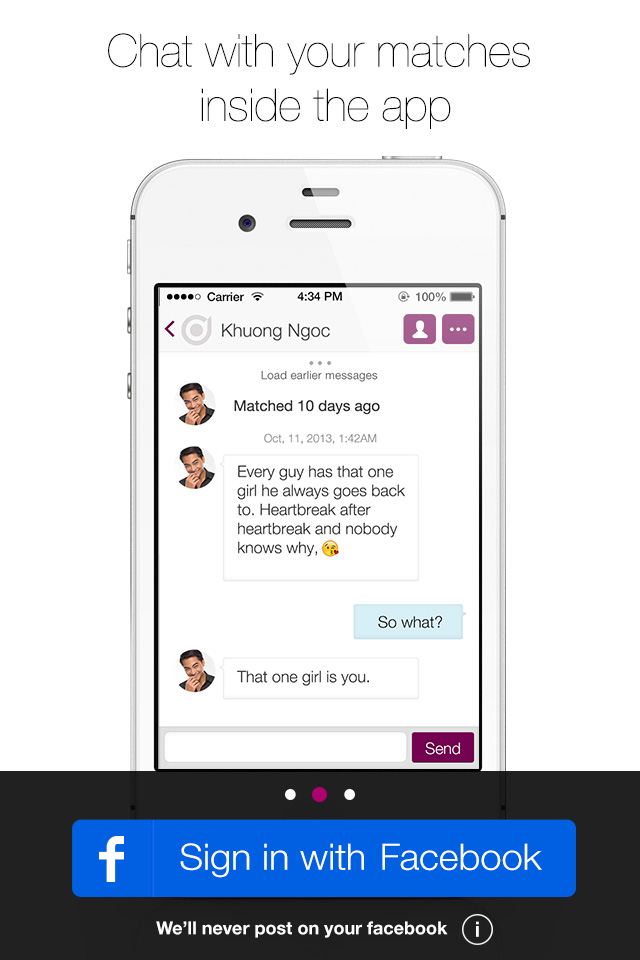 Chat with your matches
inside the app
Carrier
4:34 PM
100%
Khuong Ngoc
Load earlier messages
Matched 10 days ago
Oct, 11, 2013, 1:42AM
Every guy has that one
girl he always goes back
to. Heartbreak after
heartbreak and nobody
knows why, 😘
So what?
That one girl is you.
Send
f
Sign in with Facebook
We'll never post on your facebook
i